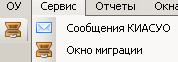 ОУ Сервис Отчеты Окна
Сообщения КИАСУО
Окно миграции